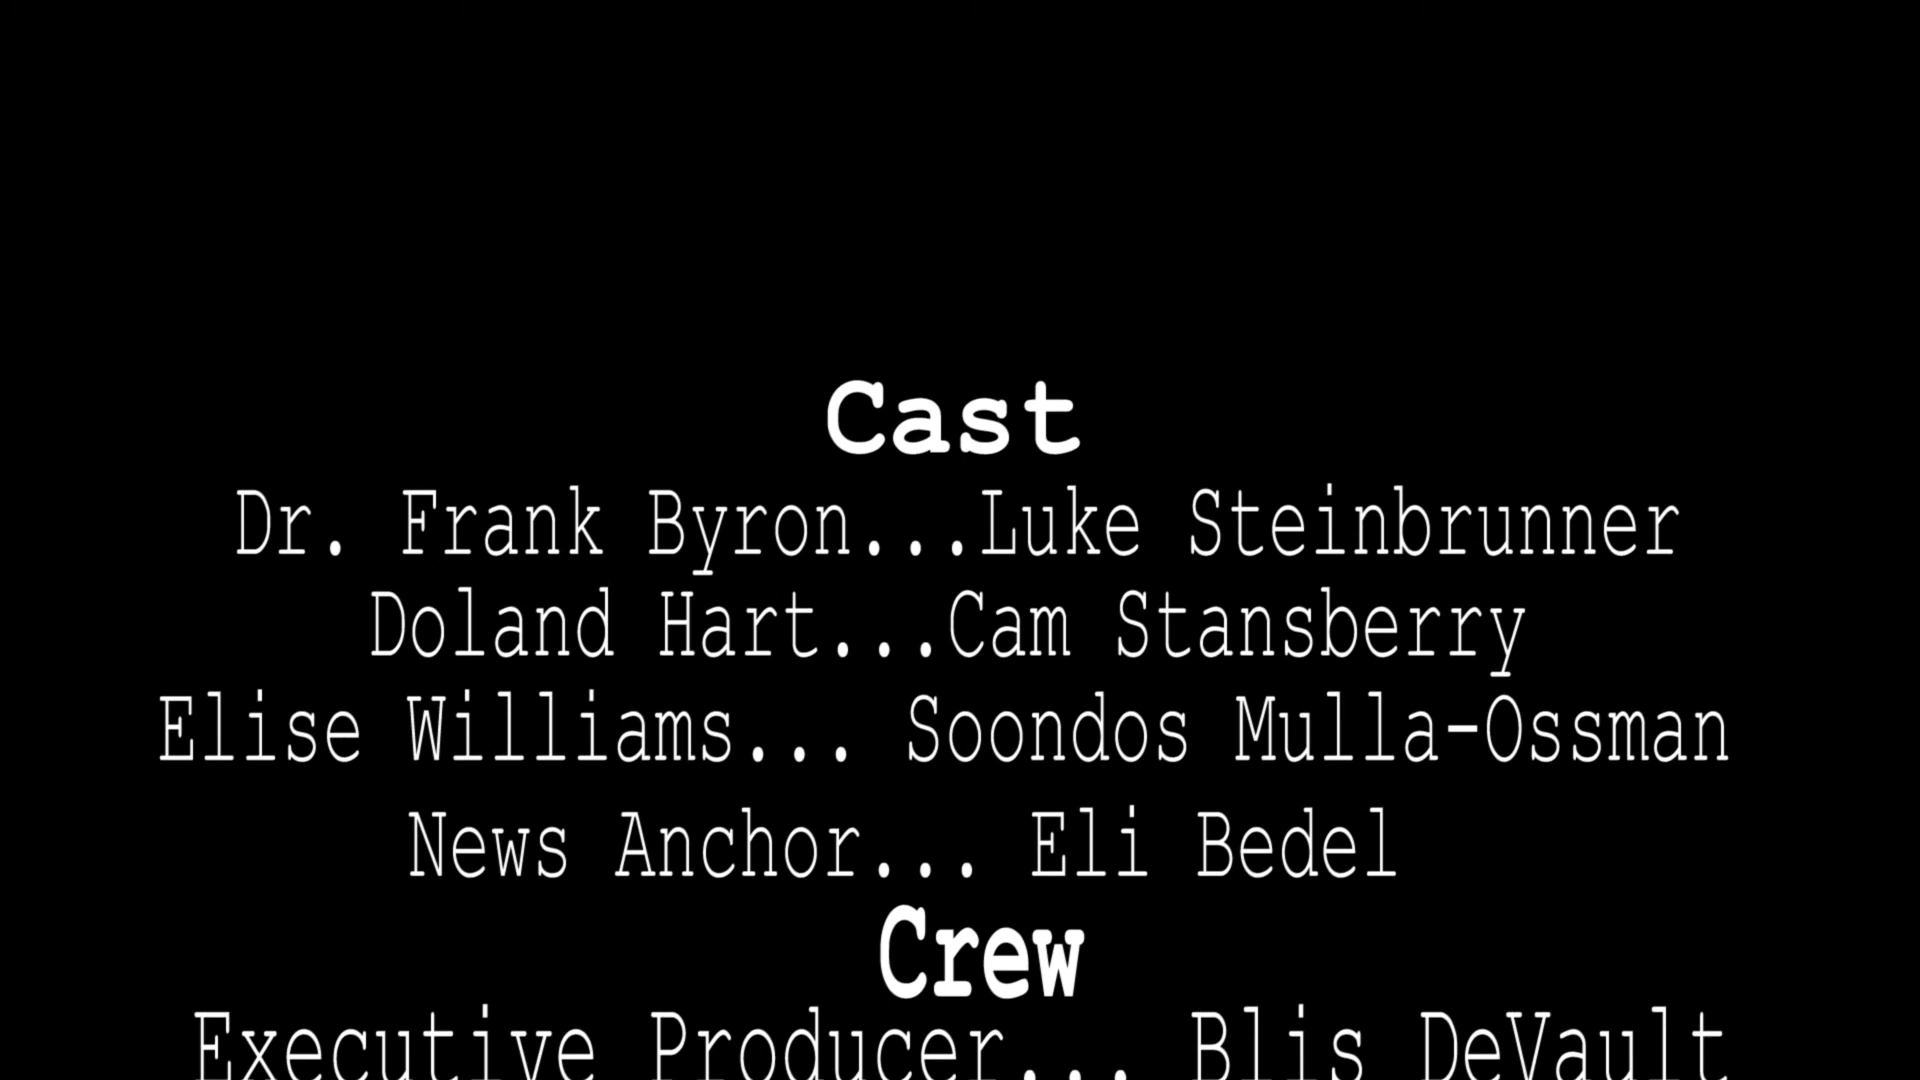 Cast
Dr. Frank Byron...Luke Steinbrunner
Doland Hart...Cam Stansberry
Elise Williams... Soondos Mulla-Ossman
News Anchor... Eli Bedel
Crew
Executive Producer... Blis DeVault